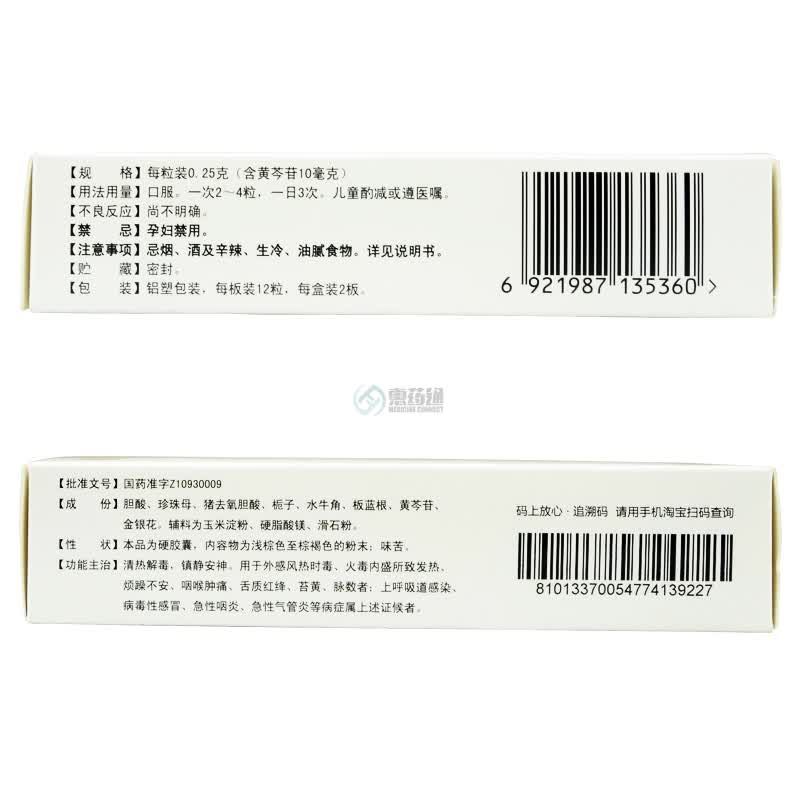 【规　　格】每粒装0.25克（含黄芩苷10毫克）
【用法用量】口服。一次2～4粒，一日3次。儿童酌减或遵医嘱。
【不良反应】尚不明确。
【禁　　忌】孕妇禁用。
【注意事项】忌烟、酒及辛辣、生冷、油腻食物。详见说明书。
【贮　　藏】密封。
【包　　装】铝塑包装，每板装12粒，每盒装2板。
6 921987 135360 >
惠药通
MEDICINE CONNECT
【批准文号】国药准字Z10930009
【成　　份】胆酸、珍珠母、猪去氧胆酸、栀子、水牛角、板蓝根、黄芩苷、
金银花。辅料为玉米淀粉、硬脂酸镁、滑石粉。
【性　　状】本品为硬胶囊，内容物为浅棕色至棕褐色的粉末；味苦。
【功能主治】清热解毒，镇静安神。用于外感风热时毒、火毒内盛所致发热、
烦躁不安、咽喉肿痛、舌质红绛、苔黄、脉数者；上呼吸道感染、
病毒性感冒、急性咽炎、急性气管炎等病症属上述证候者。
码上放心·追溯码 请用手机淘宝扫码查询
81013370054774139227